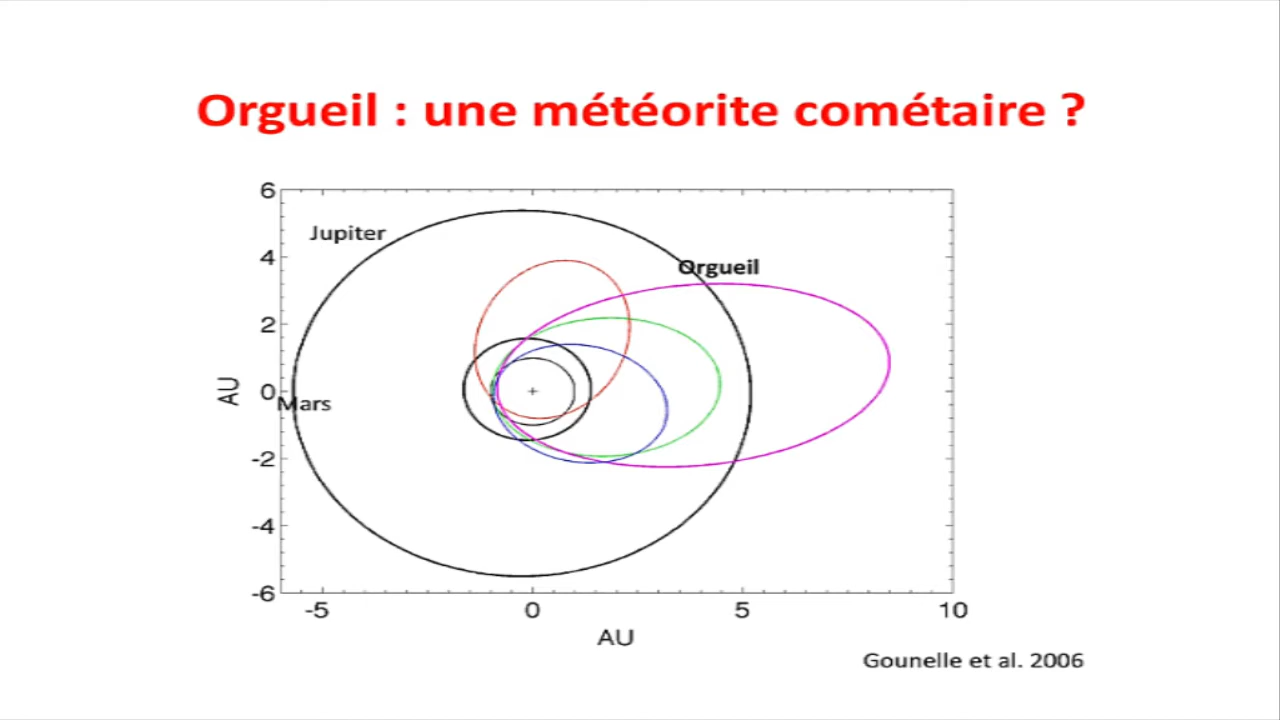 Orgueil : une météorite cométaire ?
6
Jupiter
4
Orgueil
2
AU
0
Mars
-2
-4
-6
-5
0
5
10
AU
Gounelle et al. 2006